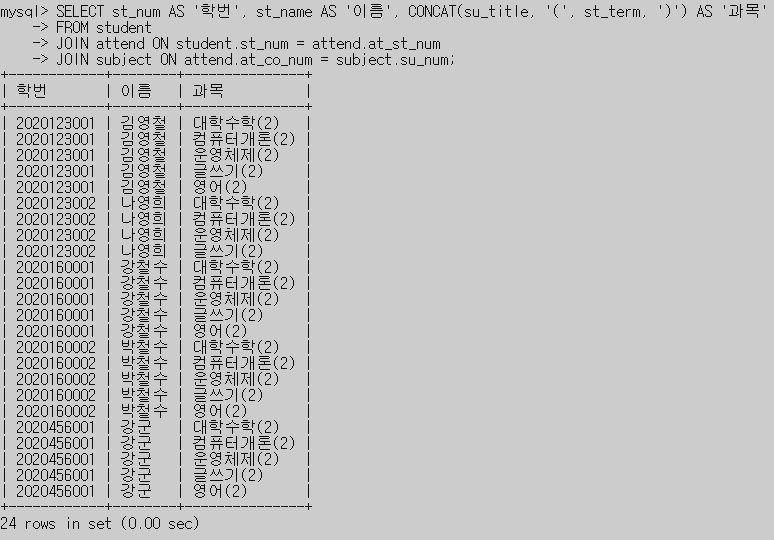 mysql> SELECT st_num AS '학번', st_name AS '이름', CONCAT(su_title, '(', st_term, ')') AS '과목'
    -> FROM student
    -> JOIN attend ON student.st_num = attend.at_st_num
    -> JOIN subject ON attend.at_co_num = subject.su_num;
+------------+--------+---------------+
| 학번       | 이름   | 과목          |
+------------+--------+---------------+
| 2020123001 | 김영철 | 대학수학(2)   |
| 2020123001 | 김영철 | 컴퓨터개론(2) |
| 2020123001 | 김영철 | 운영체제(2)   |
| 2020123001 | 김영철 | 글쓰기(2)     |
| 2020123001 | 김영철 | 영어(2)       |
| 2020123002 | 나영희 | 대학수학(2)   |
| 2020123002 | 나영희 | 컴퓨터개론(2) |
| 2020123002 | 나영희 | 운영체제(2)   |
| 2020123002 | 나영희 | 글쓰기(2)     |
| 2020160001 | 강철수 | 대학수학(2)   |
| 2020160001 | 강철수 | 컴퓨터개론(2) |
| 2020160001 | 강철수 | 운영체제(2)   |
| 2020160001 | 강철수 | 글쓰기(2)     |
| 2020160001 | 강철수 | 영어(2)       |
| 2020160002 | 박철수 | 대학수학(2)   |
| 2020160002 | 박철수 | 컴퓨터개론(2) |
| 2020160002 | 박철수 | 운영체제(2)   |
| 2020160002 | 박철수 | 글쓰기(2)     |
| 2020160002 | 박철수 | 영어(2)       |
| 2020456001 | 강군   | 대학수학(2)   |
| 2020456001 | 강군   | 컴퓨터개론(2) |
| 2020456001 | 강군   | 운영체제(2)   |
| 2020456001 | 강군   | 글쓰기(2)     |
| 2020456001 | 강군   | 영어(2)       |
+------------+--------+---------------+
24 rows in set (0.00 sec)